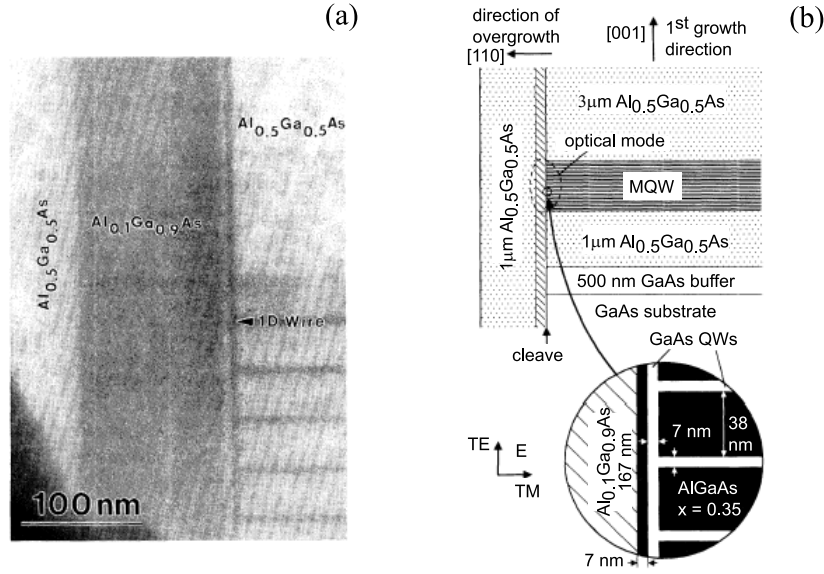 (a)
Al0.5Ga0.5As
Al0.1Ga0.9As
Al0.5Ga0.5As
1D Wire
100 nm
(b)
direction of
overgrowth
[110]
[001]
1st growth
direction
3μm Al0.5Ga0.5As
optical mode
MQW
1μm Al0.5Ga0.5As
1μm Al0.5Ga0.5As
500 nm GaAs buffer
GaAs substrate
cleave
GaAs QWs
Al0.1Ga0.9As
167 nm
7 nm
38
nm
TE
E
TM
AlGaAs
x = 0.35
7 nm